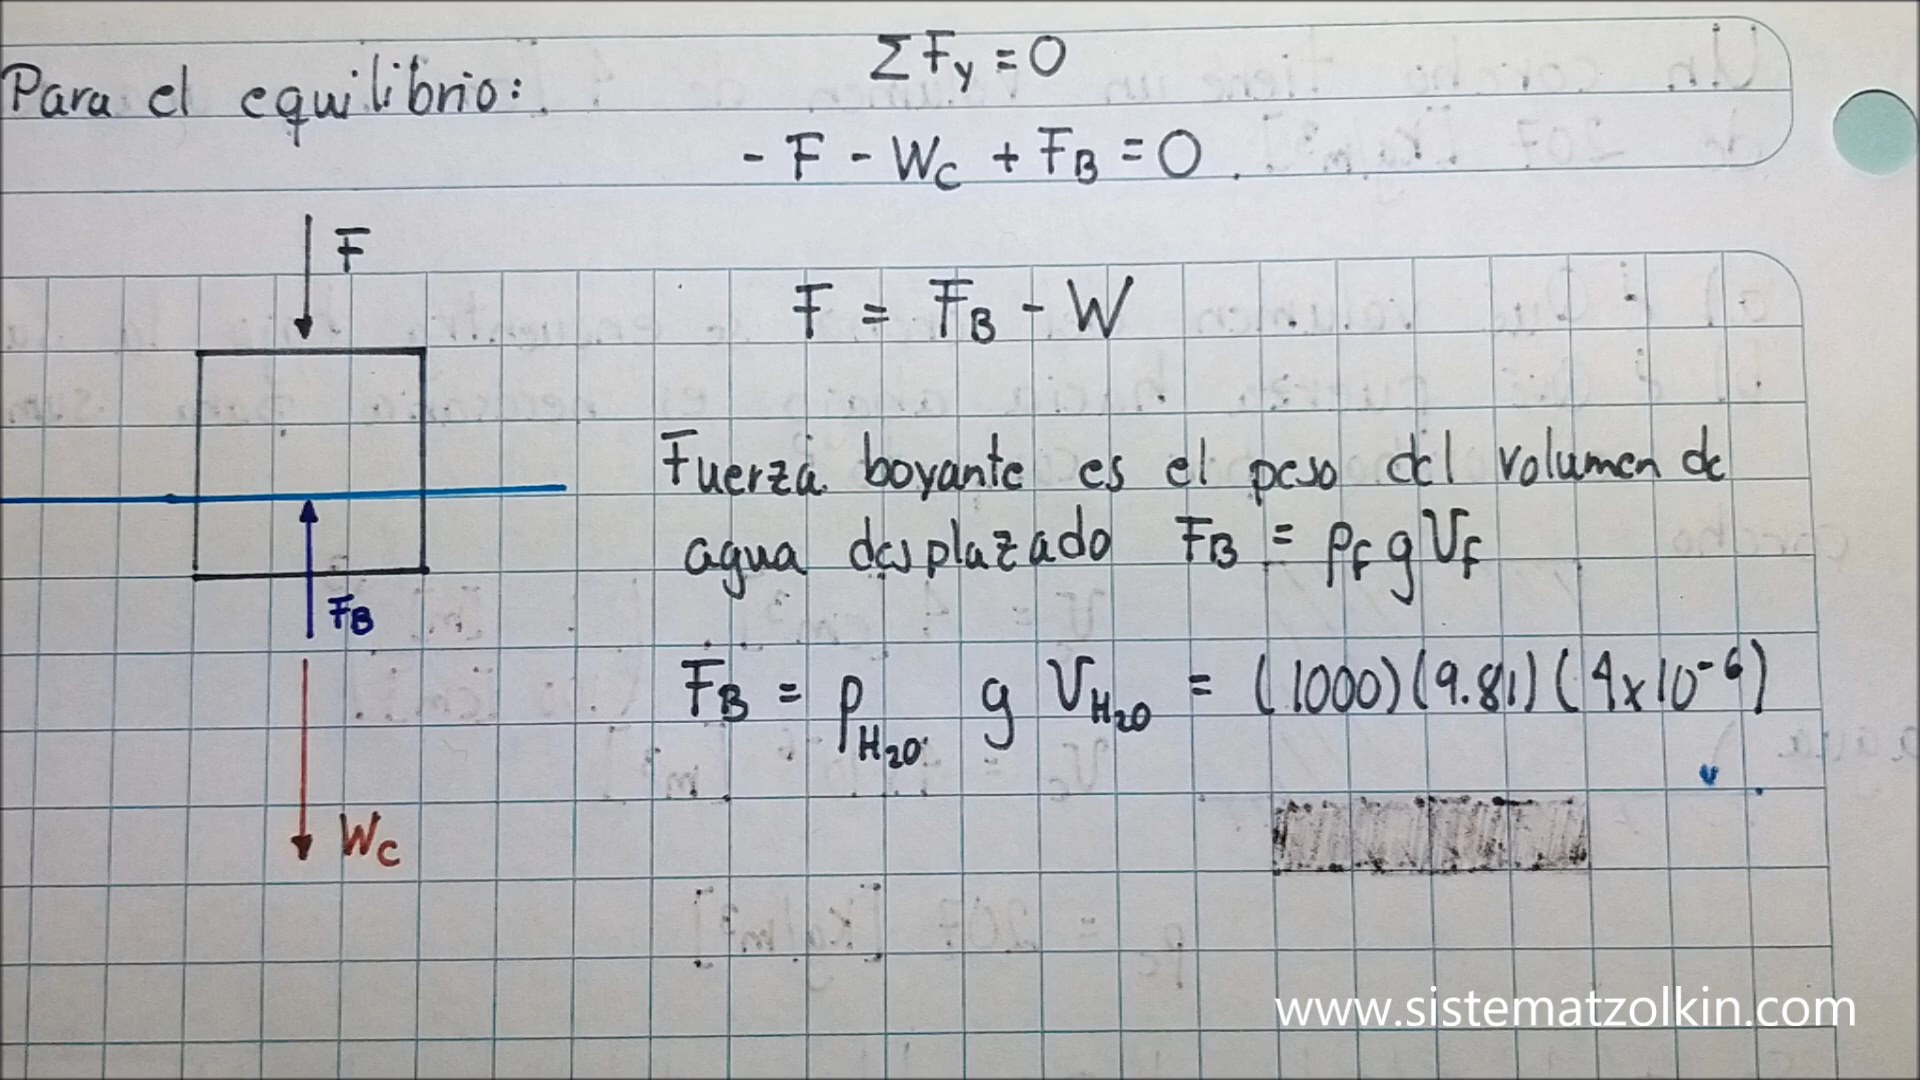 ΣFy = 0
Para el equilibrio:
- F - Wc + FB = 0
F
F = FB - W
Fuerza boyante es el peso del volumen de
agua desplazado FB = ρf g Vf
FB
FB = ρH2O g VH2O = (1000)(9.81)(4x10⁻⁶)
Wc
www.sistematzolkin.com